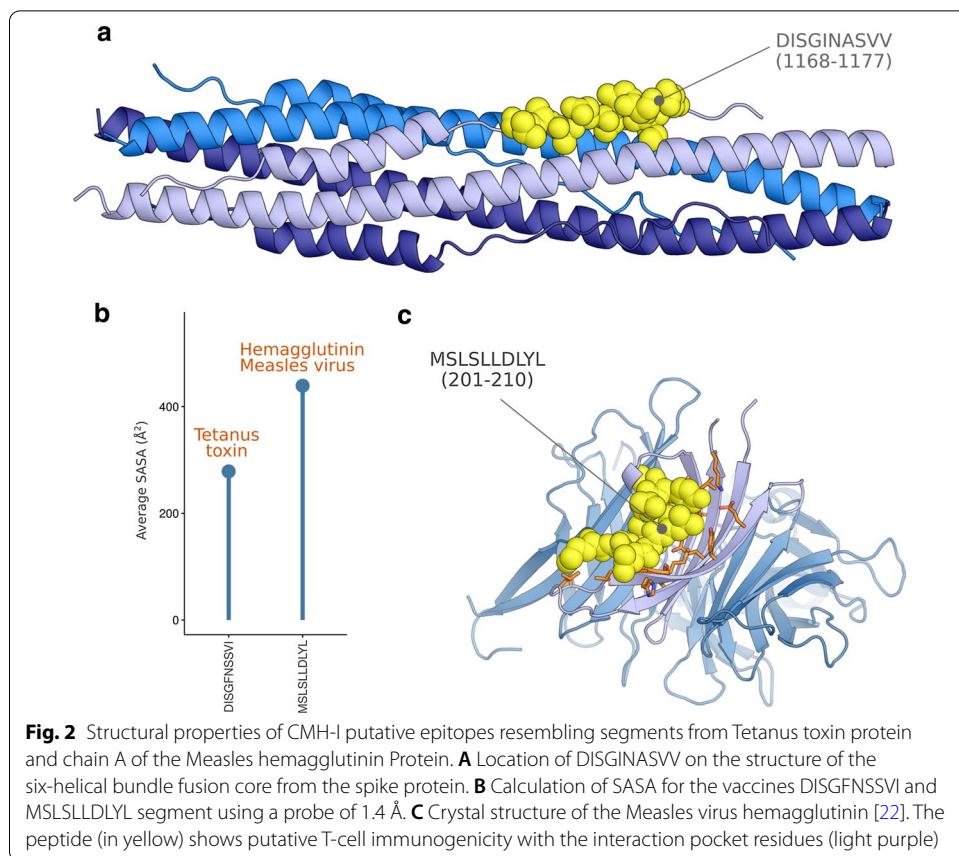 a
DISGINASVV
(1168-1177)
b
Hemagglutinin
Measles virus
Tetanus
toxin
Average SASA (Å²)
400
200
0
DISGFNSSVI
MSLSLLDLYL
c
MSLSLLDLYL
(201-210)
Fig. 2 Structural properties of CMH-I putative epitopes resembling segments from Tetanus toxin protein
and chain A of the Measles hemagglutinin Protein. A Location of DISGINASVV on the structure of the
six-helical bundle fusion core from the spike protein. B Calculation of SASA for the vaccines DISGFNSSVI and
MSLSLLDLYL segment using a probe of 1.4 Å. C Crystal structure of the Measles virus hemagglutinin [22]. The
peptide (in yellow) shows putative T-cell immunogenicity with the interaction pocket residues (light purple)